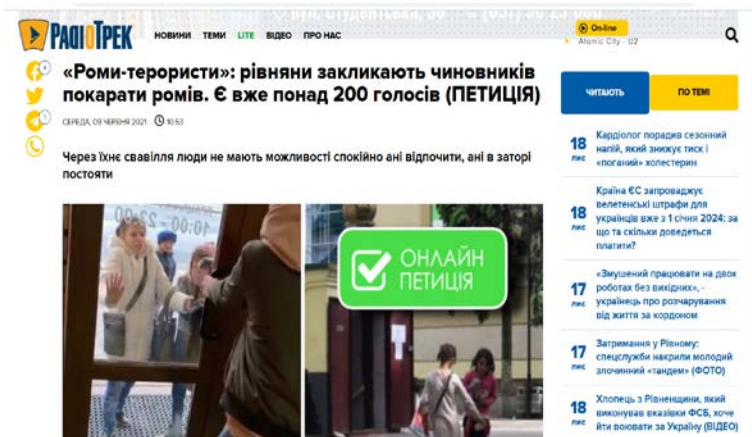 РАДІОТРЕК
НОВИНИ ТЕМИ LITE ВІДЕО ПРО НАС
On-line
Atomic City - U2
«Роми-терористи»: рівняни закликають чиновників
покарати ромів. Є вже понад 200 голосів (ПЕТИЦІЯ)
СЕРЕДА, 09 ЧЕРВНЯ 2021 10:53
Через їхнє свавілля люди не мають можливості спокійно ані відпочити, ані в заторі
постояти
10:00 - 22:00
ОНЛАЙН
ПЕТИЦІЯ
ЧИТАЮТЬ
ПО ТЕМІ
18 лис
Кардіолог порадив сезонний
напій, який знижує тиск і
«поганий» холестерин
18 лис
Країна ЄС запроваджує
велетенські штрафи для
українців вже з 1 січня 2024: за
що та скільки доведеться
платити?
17 лис
«Змушений працювати на двох
роботах без вихідних», -
українець про розчарування
від життя за кордоном
17 лис
Затримання у Рівному:
спецслужби накрили молодий
злочинний «тандем» (ФОТО)
18 лис
Хлопець з Рівненщини, який
виконував вказівки ФСБ, хоче
йти воювати за Україну (ВІДЕО)